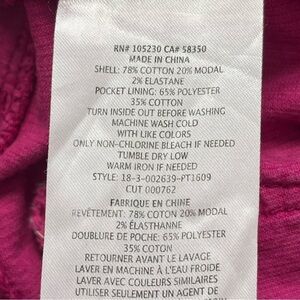 RN# 105230 CA# 58350
MADE IN CHINA
SHELL: 78% COTTON 20% MODAL
2% ELASTANE
POCKET LINING: 65% POLYESTER
35% COTTON
TURN INSIDE OUT BEFORE WASHING
MACHINE WASH COLD
WITH LIKE COLORS
ONLY NON-CHLORINE BLEACH IF NEEDED
TUMBLE DRY LOW
WARM IRON IF NEEDED
STYLE: 18-3-002639-PT1609
CUT 000762
FABRIQUE EN CHINE
REVÊTEMENT: 78% COTON 20% MODAL
2% ÉLASTHANNE
DOUBLURE DE POCHE: 65% POLYESTER
35% COTON
RETOURNER AVANT LE LAVAGE
LAVER EN MACHINE À L'EAU FROIDE
LAVER AVEC COULEURS SIMILAIRES
UTILISER SEULEMENT UN AGENT DE